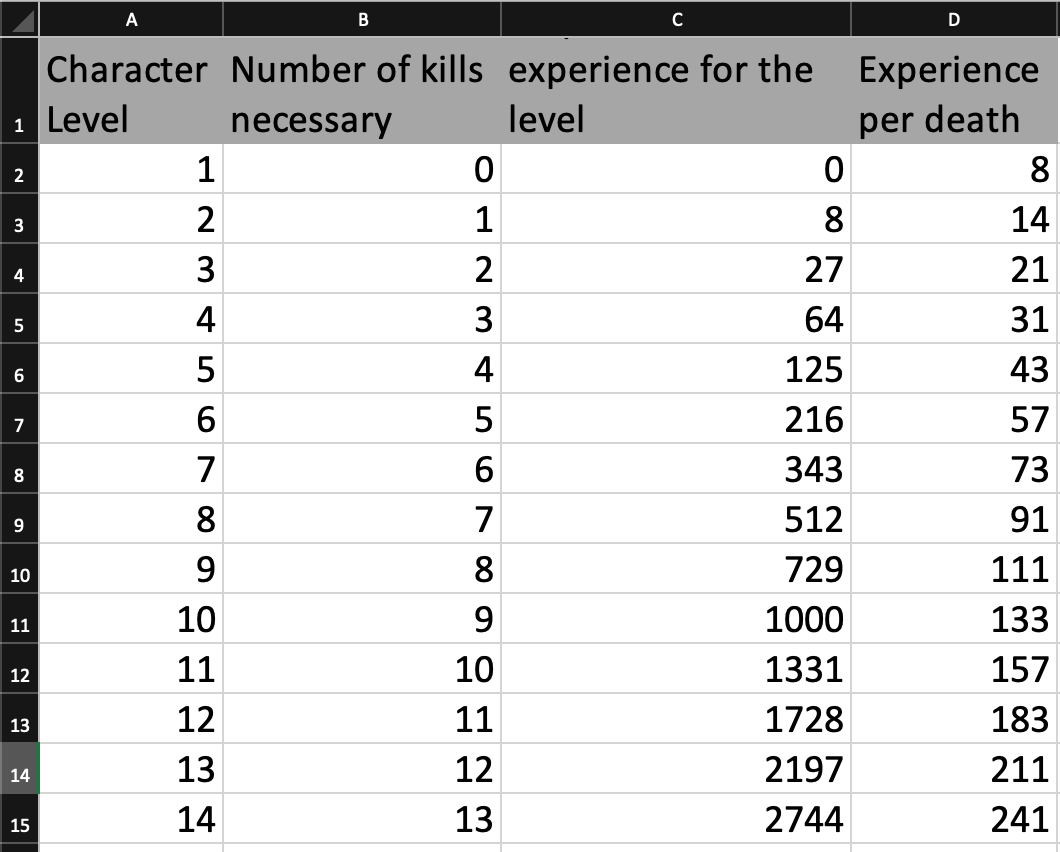 A B C D
1 Character Level Number of kills necessary experience for the level Experience per death
2 1 0 0 8
3 2 1 8 14
4 3 2 27 21
5 4 3 64 31
6 5 4 125 43
7 6 5 216 57
8 7 6 343 73
9 8 7 512 91
10 9 8 729 111
11 10 9 1000 133
12 11 10 1331 157
13 12 11 1728 183
14 13 12 2197 211
15 14 13 2744 241